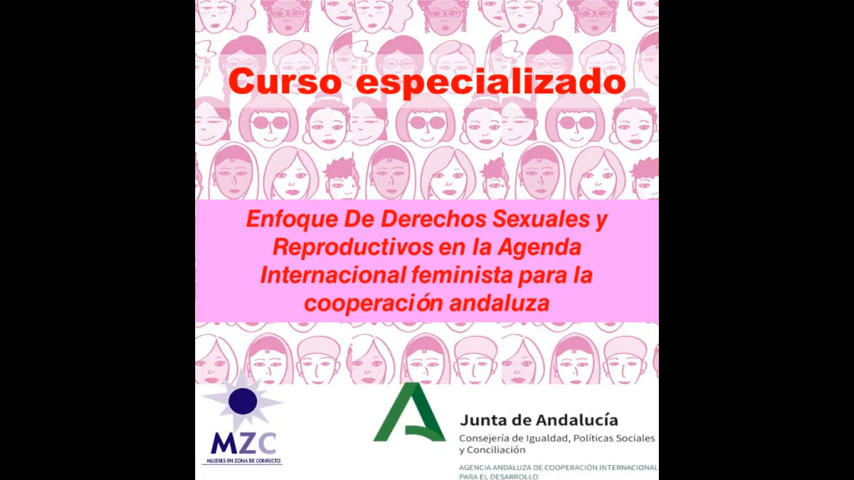 Curso especializado
Enfoque De Derechos Sexuales y
Reproductivos en la Agenda
Internacional feminista para la
cooperación andaluza
MZC
MUJERES EN ZONA DE CONFLICTO
Junta de Andalucía
Consejería de Igualdad, Políticas Sociales
y Conciliación
AGENCIA ANDALUZA DE COOPERACIÓN INTERNACIONAL
PARA EL DESARROLLO